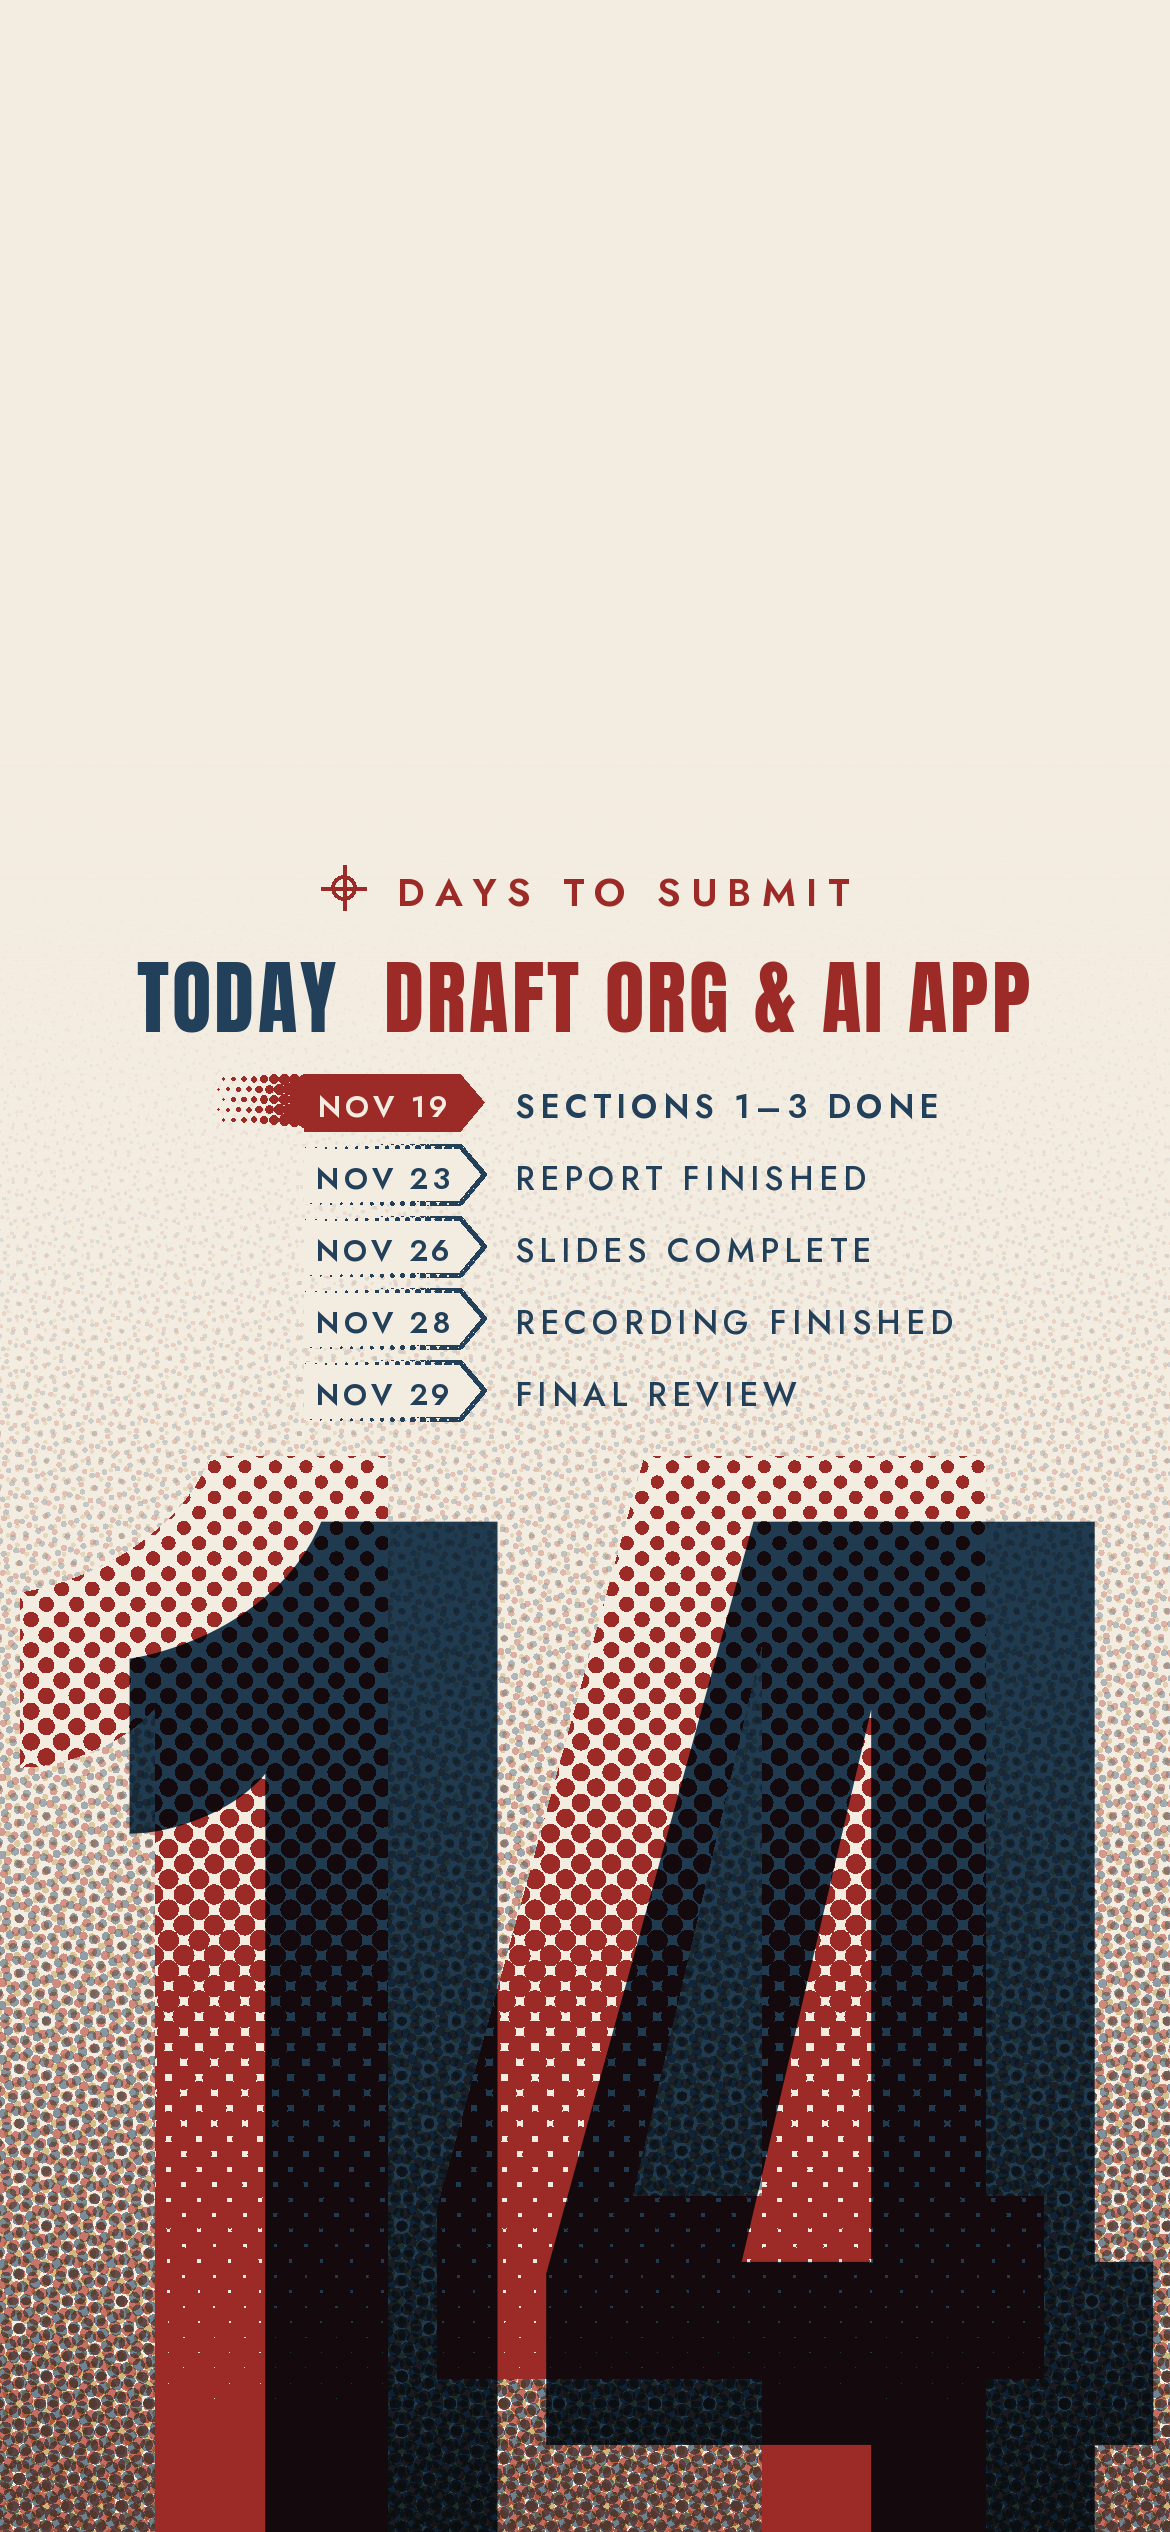 DAYS TO SUBMIT
TODAY DRAFT ORG & AI APP
NOV 19 SECTIONS 1–3 DONE
NOV 23 REPORT FINISHED
NOV 26 SLIDES COMPLETE
NOV 28 RECORDING FINISHED
NOV 29 FINAL REVIEW
14